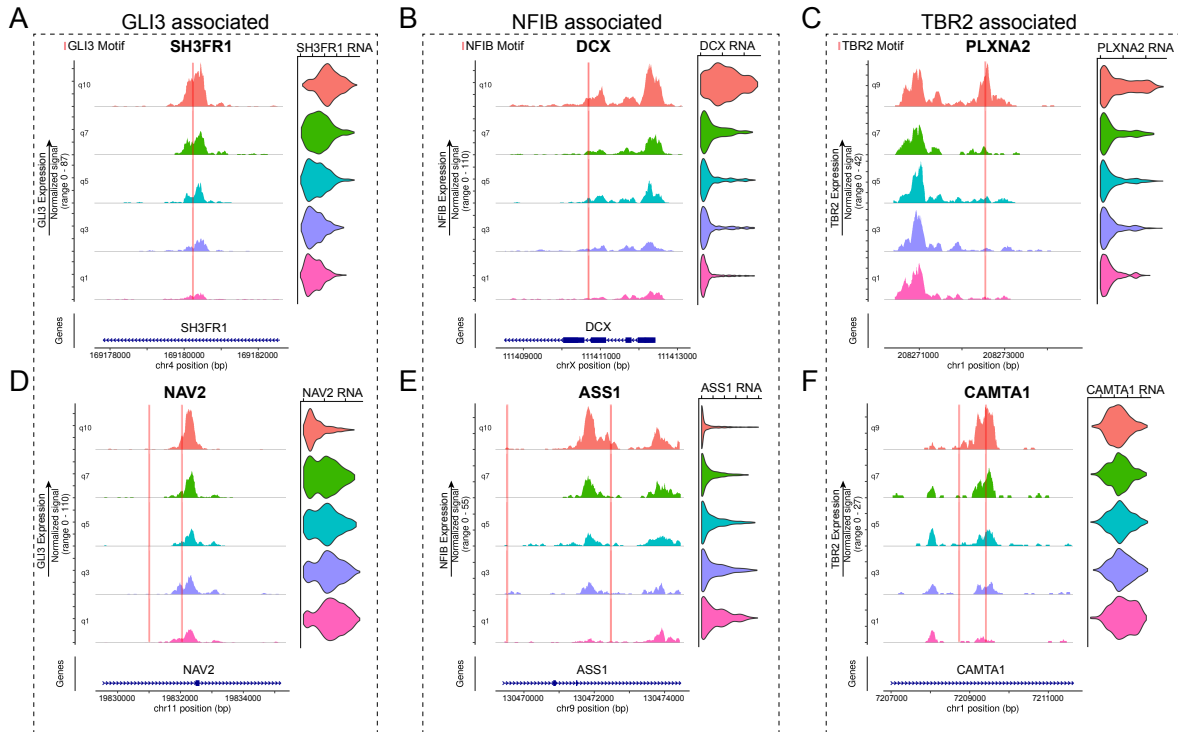 A
GLI3 associated
GLI3 Motif
SH3FR1
SH3FR1 RNA
GLI3 Expression
Normalized signal
(range 0 - 87)
q10
q7
q5
q3
q1
Genes
SH3FR1
169178000
169180000
169182000
chr4 position (bp)
B
NFIB associated
NFIB Motif
DCX
DCX RNA
NFIB Expression
Normalized signal
(range 0 - 110)
q10
q7
q5
q3
q1
Genes
DCX
111409000
111411000
111413000
chrX position (bp)
C
TBR2 associated
TBR2 Motif
PLXNA2
PLXNA2 RNA
TBR2 Expression
Normalized signal
(range 0 - 42)
q9
q7
q5
q3
q1
Genes
208271000
208273000
chr1 position (bp)
D
NAV2
NAV2 RNA
GLI3 Expression
Normalized signal
(range 0 - 110)
q10
q7
q5
q3
q1
Genes
NAV2
19830000
19832000
19834000
chr11 position (bp)
E
ASS1
ASS1 RNA
NFIB Expression
Normalized signal
(range 0 - 55)
q10
q7
q5
q3
q1
Genes
ASS1
130470000
130472000
130474000
chr9 position (bp)
F
CAMTA1
CAMTA1 RNA
TBR2 Expression
Normalized signal
(range 0 - 27)
q9
q7
q5
q3
q1
Genes
CAMTA1
7207000
7209000
7211000
chr1 position (bp)